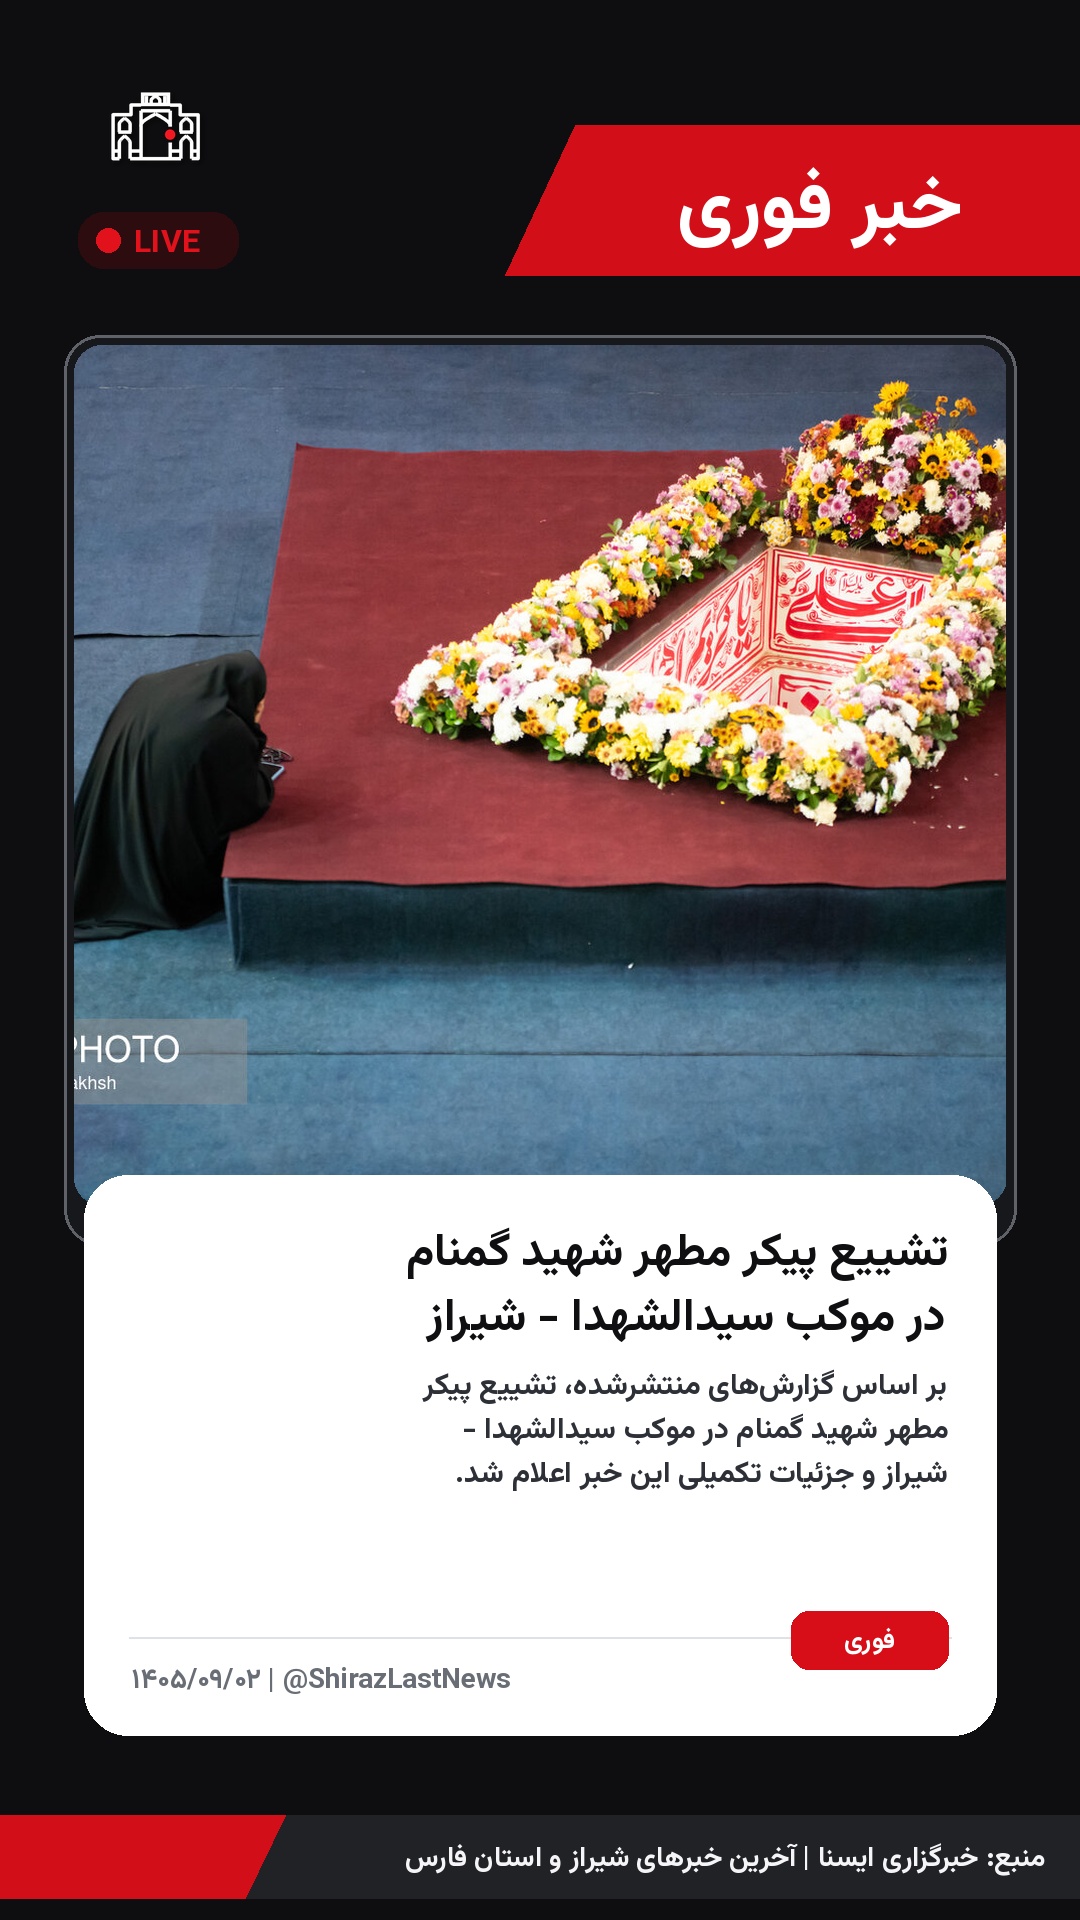 خبر فوری
LIVE
PHOTO
akhsh
تشییع پیکر مطهر شهید گمنام
در موکب سیدالشهدا - شیراز
بر اساس گزارش‌های منتشرشده، تشییع پیکر
مطهر شهید گمنام در موکب سیدالشهدا -
شیراز و جزئیات تکمیلی این خبر اعلام شد.
فوری
۱۴۰۵/۰۹/۰۲ | @ShirazLastNews
منبع: خبرگزاری ایسنا | آخرین خبرهای شیراز و استان فارس